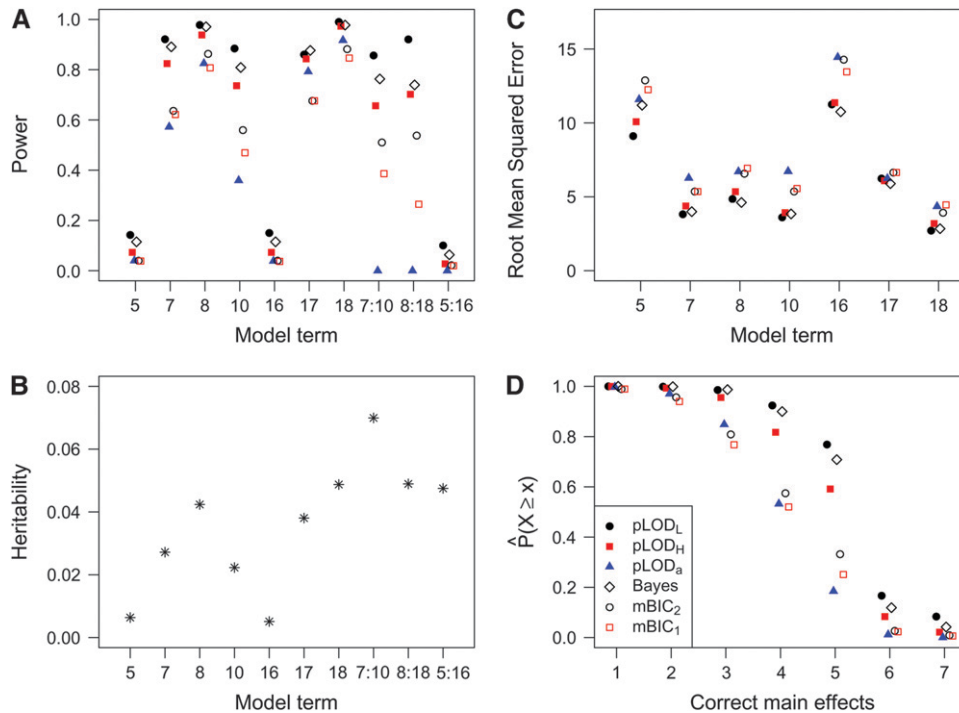 A
1.0
0.8
0.6
0.4
0.2
0.0
Power
5 7 8 10 16 17 18 7:10 8:18 5:16
Model term
C
15
10
5
0
Root Mean Squared Error
5 7 8 10 16 17 18
Model term
B
0.08
0.06
0.04
0.02
0.00
Heritability
5 7 8 10 16 17 18 7:10 8:18 5:16
Model term
D
1.0
0.8
0.6
0.4
0.2
0.0
P̂(X ≥ x)
pLOD_L
pLOD_H
pLOD_a
Bayes
mBIC₂
mBIC₁
1 2 3 4 5 6 7
Correct main effects